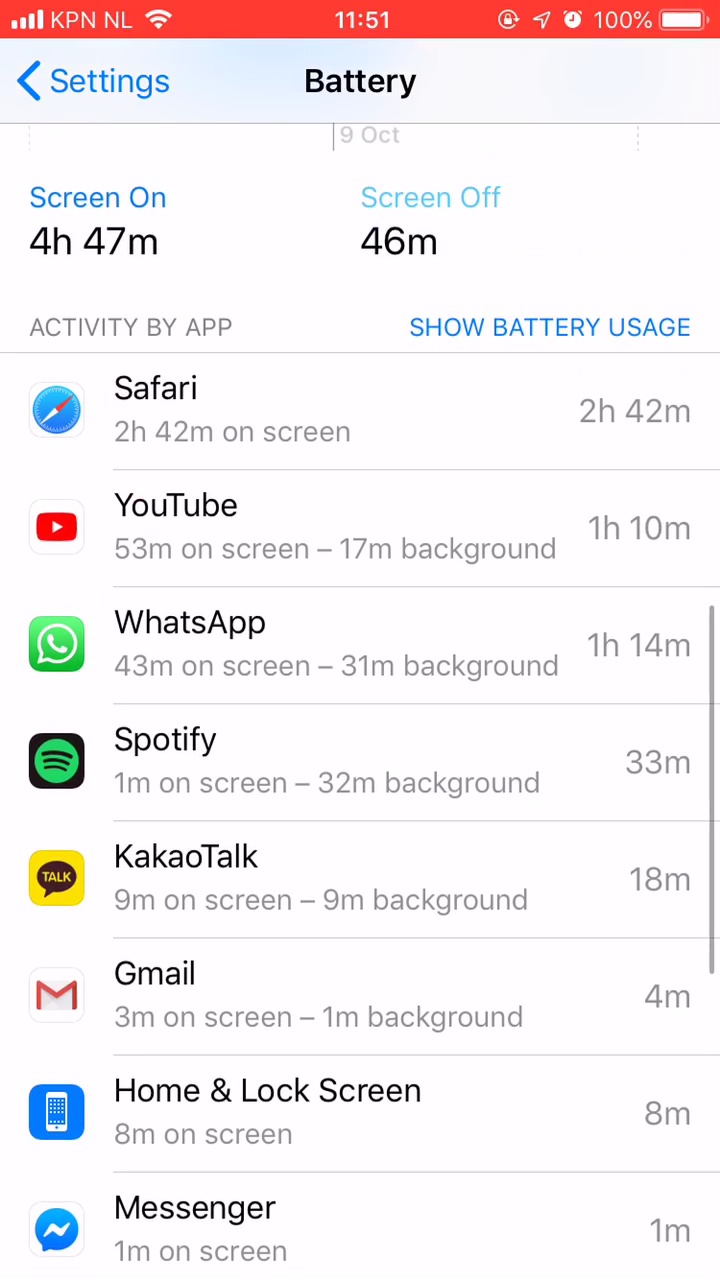 KPN NL 11:51 100%
Settings Battery
9 Oct
Screen On Screen Off
4h 47m 46m
ACTIVITY BY APP SHOW BATTERY USAGE
Safari
2h 42m on screen 2h 42m
YouTube
53m on screen – 17m background 1h 10m
WhatsApp
43m on screen – 31m background 1h 14m
Spotify
1m on screen – 32m background 33m
TALK KakaoTalk
9m on screen – 9m background 18m
Gmail
3m on screen – 1m background 4m
Home & Lock Screen
8m on screen 8m
Messenger
1m on screen 1m